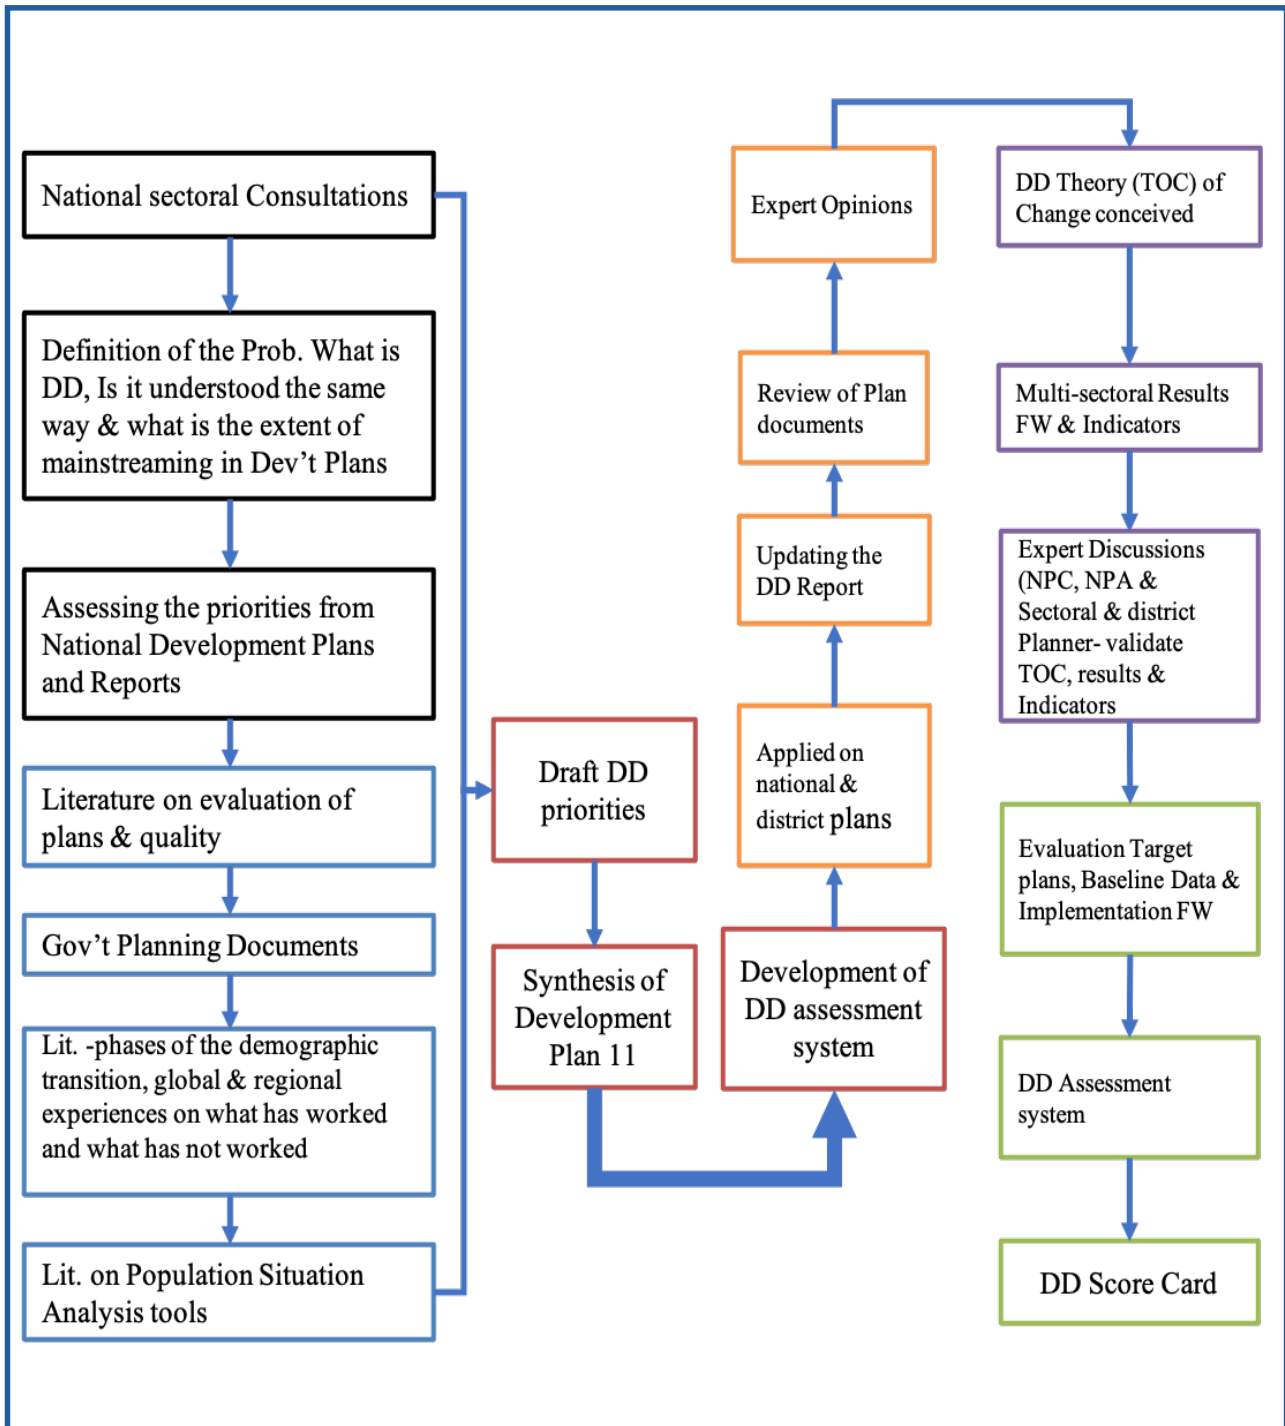 National sectoral Consultations
Definition of the Prob. What is
DD, Is it understood the same
way & what is the extent of
mainstreaming in Dev’t Plans
Assessing the priorities from
National Development Plans
and Reports
Literature on evaluation of
plans & quality
Gov’t Planning Documents
Lit. -phases of the demographic
transition, global & regional
experiences on what has worked
and what has not worked
Lit. on Population Situation
Analysis tools
Draft DD
priorities
Synthesis of
Development
Plan 11
Development of
DD assessment
system
Applied on
national &
district plans
Updating the
DD Report
Review of Plan
documents
Expert Opinions
DD Theory (TOC) of
Change conceived
Multi-sectoral Results
FW & Indicators
Expert Discussions
(NPC, NPA &
Sectoral & district
Planner- validate
TOC, results &
Indicators
Evaluation Target
plans, Baseline Data &
Implementation FW
DD Assessment
system
DD Score Card